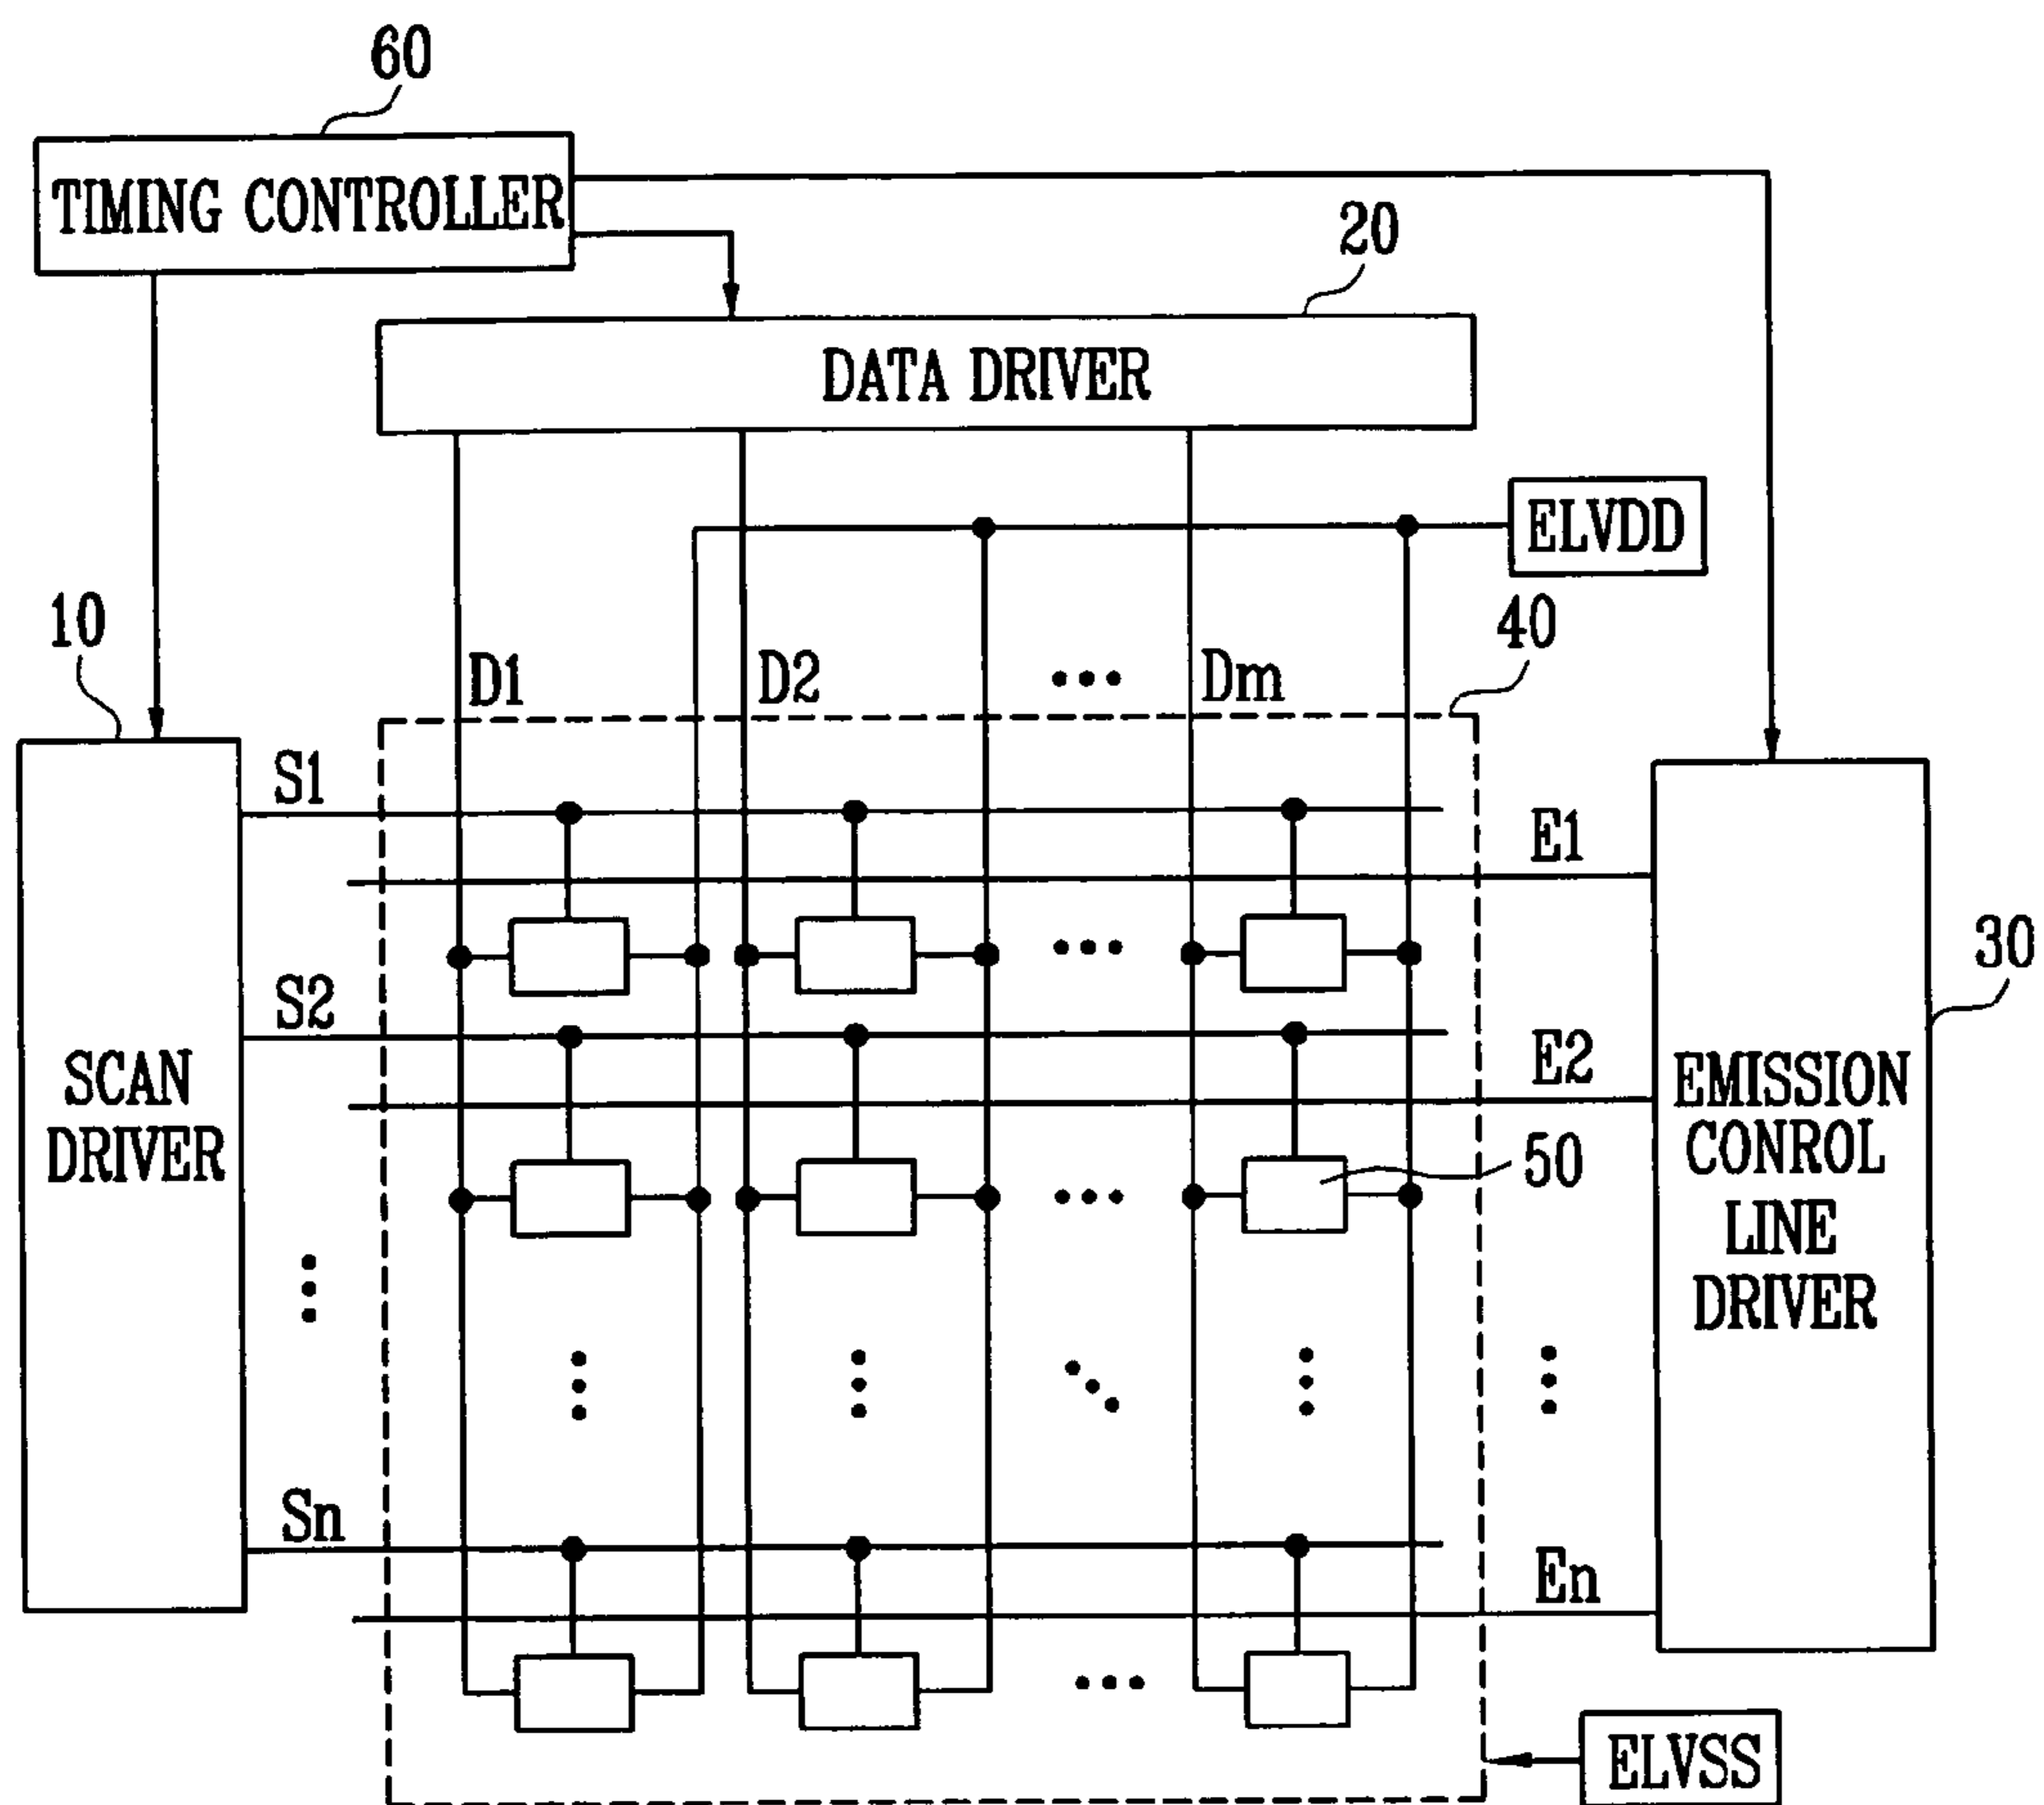 60
TIMING CONTROLLER
20
DATA DRIVER
ELVDD
10
40
D1 D2 Dm
S1
E1
30
S2
E2
SCAN
DRIVER
EMISSION
CONROL
LINE
DRIVER
50
Sn
En
ELVSS